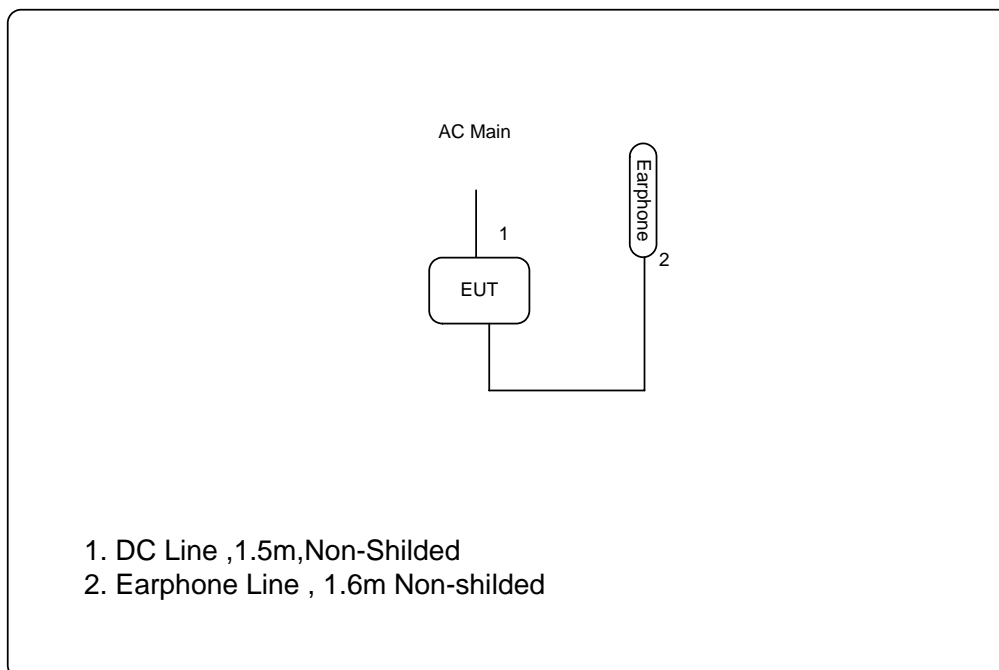 AC Main
Earphone
1
2
EUT
1. DC Line ,1.5m,Non-Shilded
2. Earphone Line , 1.6m Non-shilded